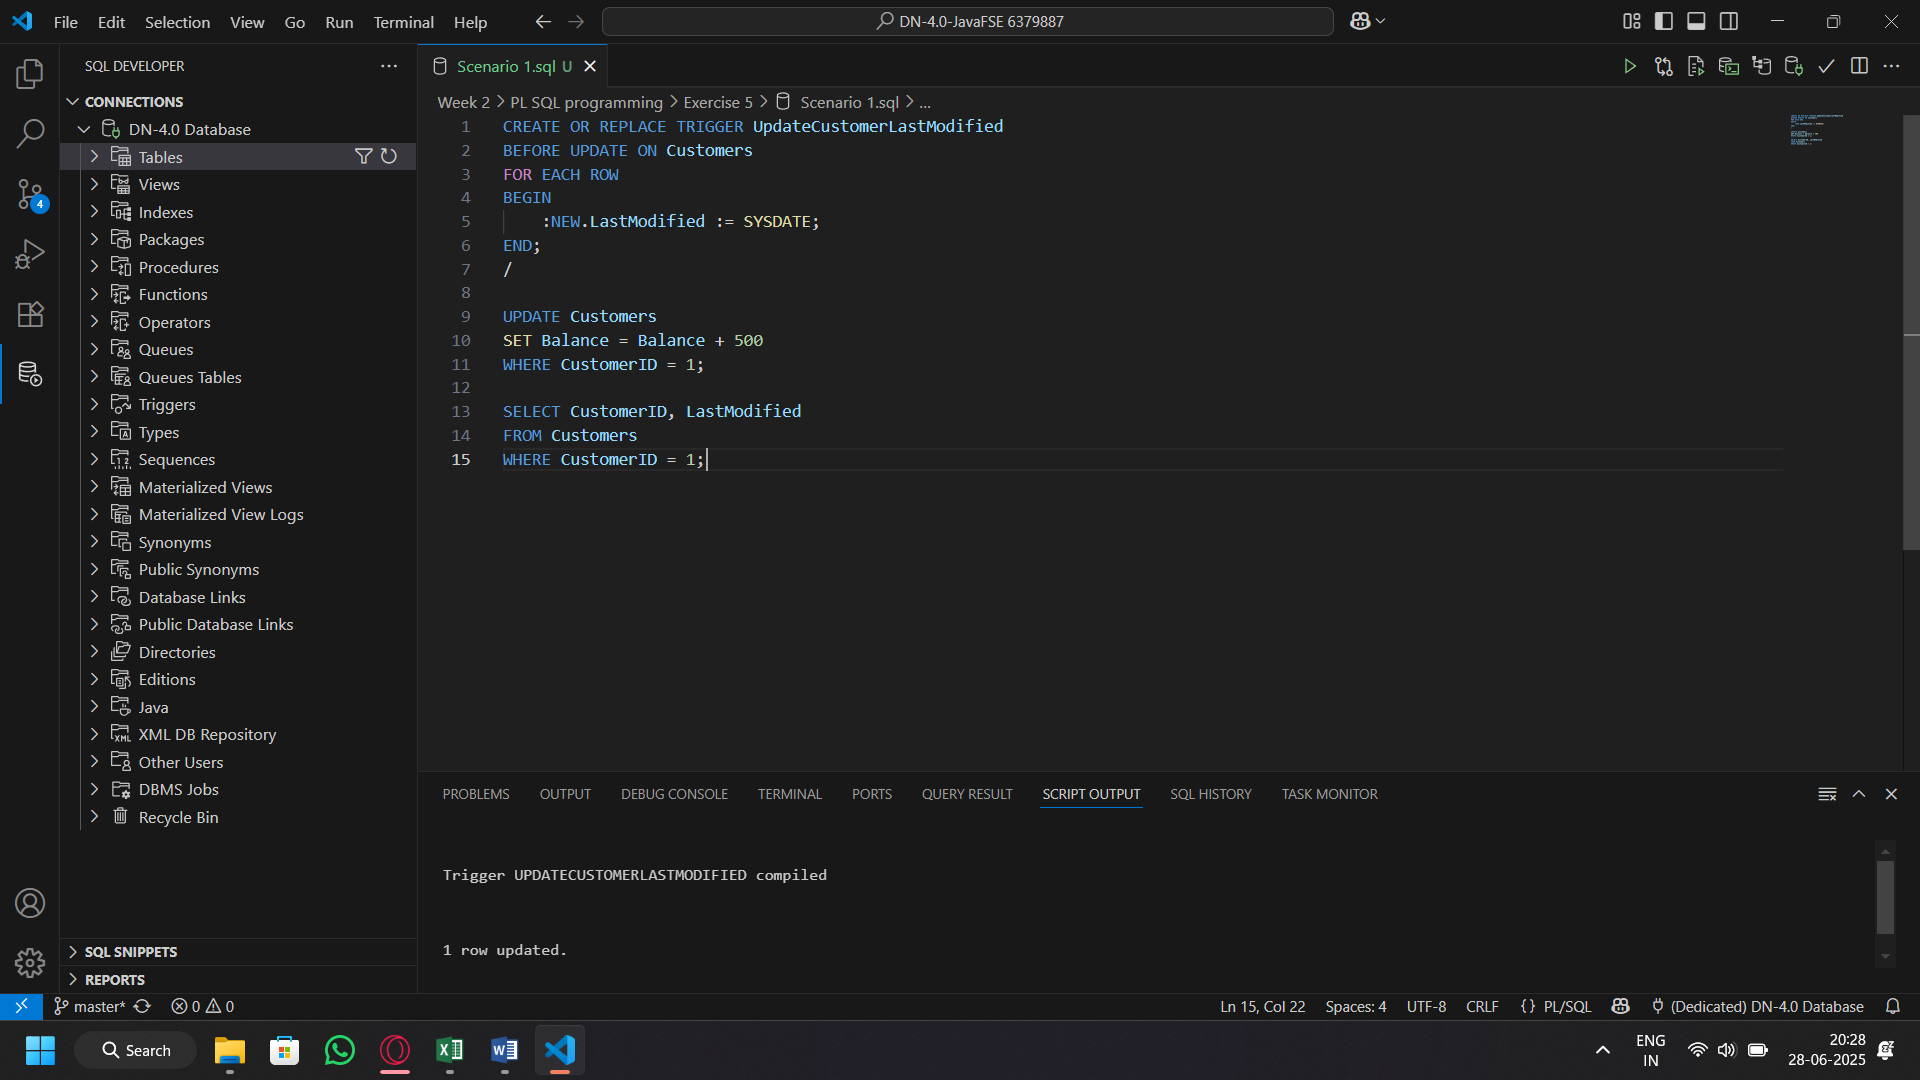 File Edit Selection View Go Run Terminal Help
DN-4.0-JavaFSE 6379887
SQL DEVELOPER
Scenario 1.sql U
CONNECTIONS
DN-4.0 Database
Tables
Views
Indexes
Packages
Procedures
Functions
Operators
Queues
Queues Tables
Triggers
Types
Sequences
Materialized Views
Materialized View Logs
Synonyms
Public Synonyms
Database Links
Public Database Links
Directories
Editions
Java
XML DB Repository
Other Users
DBMS Jobs
Recycle Bin
SQL SNIPPETS
REPORTS
4
Week 2 > PL SQL programming > Exercise 5 > Scenario 1.sql > ...
1 CREATE OR REPLACE TRIGGER UpdateCustomerLastModified
2 BEFORE UPDATE ON Customers
3 FOR EACH ROW
4 BEGIN
5 :NEW.LastModified := SYSDATE;
6 END;
7 /
8
9 UPDATE Customers
10 SET Balance = Balance + 500
11 WHERE CustomerID = 1;
12
13 SELECT CustomerID, LastModified
14 FROM Customers
15 WHERE CustomerID = 1;
PROBLEMS OUTPUT DEBUG CONSOLE TERMINAL PORTS QUERY RESULT SCRIPT OUTPUT SQL HISTORY TASK MONITOR
Trigger UPDATECUSTOMERLASTMODIFIED compiled
1 row updated.
master* 0 0 Ln 15, Col 22 Spaces: 4 UTF-8 CRLF {} PL/SQL (Dedicated) DN-4.0 Database
Search
ENG
IN
20:28
28-06-2025